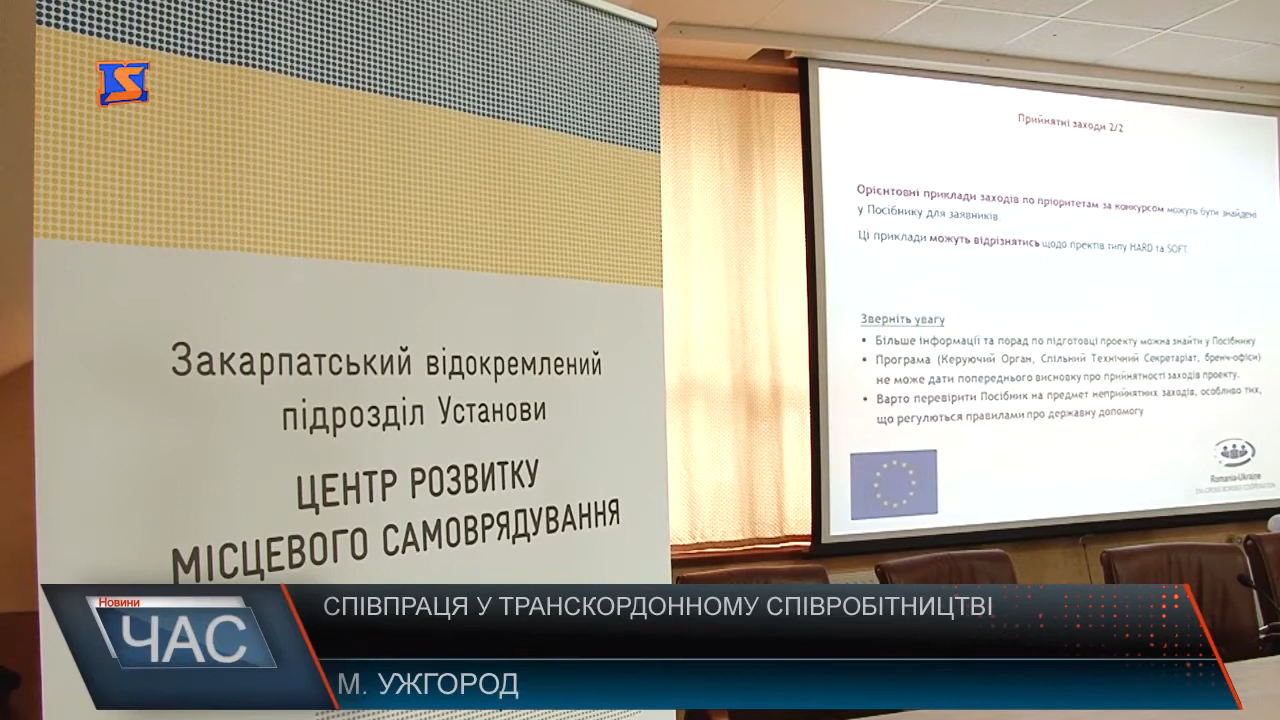 Прийнятні заходи 2/2
Орієнтовні приклади заходів по пріоритетам за конкурсом можуть бути знайдені
у Посібнику для заявників
Ці приклади можуть відрізнятись щодо пректів типу HARD та SOFT.
Зверніть увагу
• Більше інформації та порад по підготовці проекту можна знайти у Посібнику
• Програма (Керуючий Орган, Спільний Технічний Секретаріат, бренч-офіси)
не може дати попереднього висновку про прийнятності заходів проекту.
• Варто перевірити Посібник на предмет неприйнятних заходів, особливо тих,
що регулються правилами про державну допомогу
Romania-Ukraine
Закарпатський відокремлений
підрозділ Установи
ЦЕНТР РОЗВИТКУ
МІСЦЕВОГО САМОВРЯДУВАННЯ
Новини
ЧАС
СПІВПРАЦЯ У ТРАНСКОРДОННОМУ СПІВРОБІТНИЦТВІ
М. УЖГОРОД